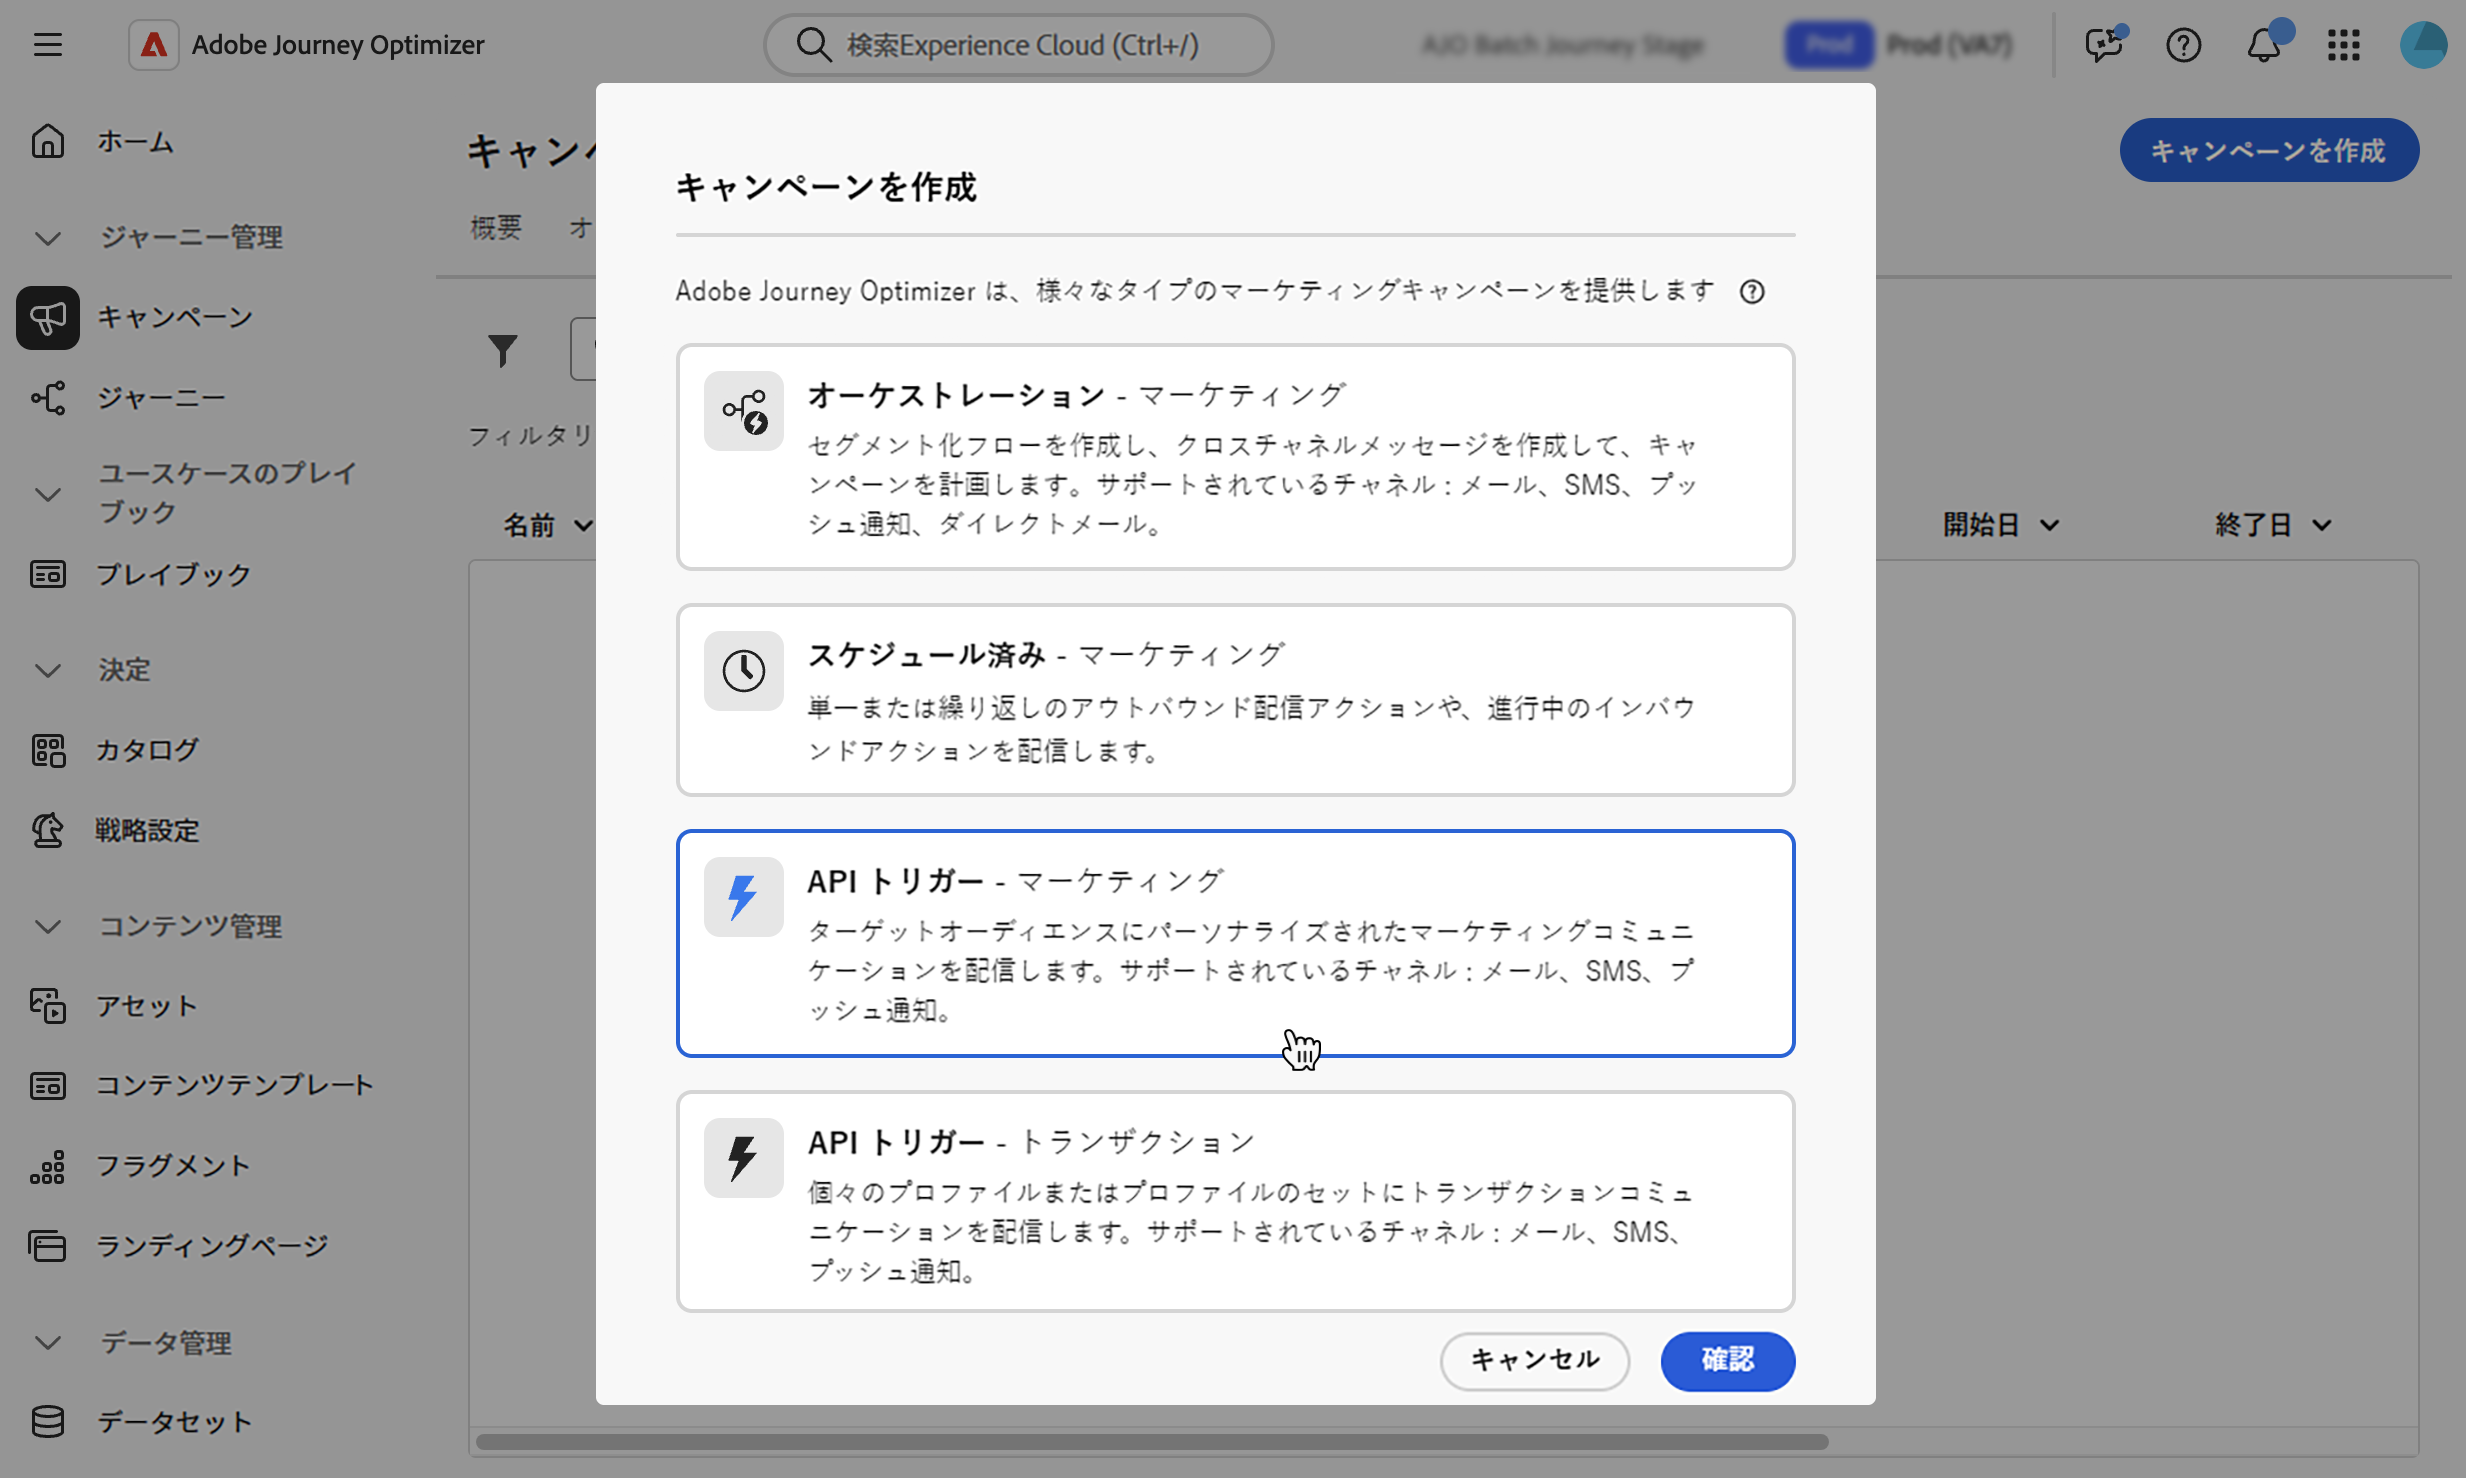 Adobe Journey Optimizer
検索Experience Cloud (Ctrl+/)
AJO Batch Journey Stage
Prod
Prod (VA7)
ホーム
ジャーニー管理
キャンペーン
ジャーニー
ユースケースのプレイ
ブック
プレイブック
決定
カタログ
戦略設定
コンテンツ管理
アセット
コンテンツテンプレート
フラグメント
ランディングページ
データ管理
データセット
キャンペ
キャンペーンを作成
概要
オ
フィルタリ
名前
開始日
終了日
キャンペーンを作成
Adobe Journey Optimizer は、様々なタイプのマーケティングキャンペーンを提供します
オーケストレーション - マーケティング
セグメント化フローを作成し、クロスチャネルメッセージを作成して、キャ
ンペーンを計画します。サポートされているチャネル : メール、SMS、プッ
シュ通知、ダイレクトメール。
スケジュール済み - マーケティング
単一または繰り返しのアウトバウンド配信アクションや、進行中のインバウ
ンドアクションを配信します。
API トリガー - マーケティング
ターゲットオーディエンスにパーソナライズされたマーケティングコミュニ
ケーションを配信します。サポートされているチャネル : メール、SMS、プ
ッシュ通知。
API トリガー - トランザクション
個々のプロファイルまたはプロファイルのセットにトランザクションコミュ
ニケーションを配信します。サポートされているチャネル : メール、SMS、
プッシュ通知。
キャンセル
確認